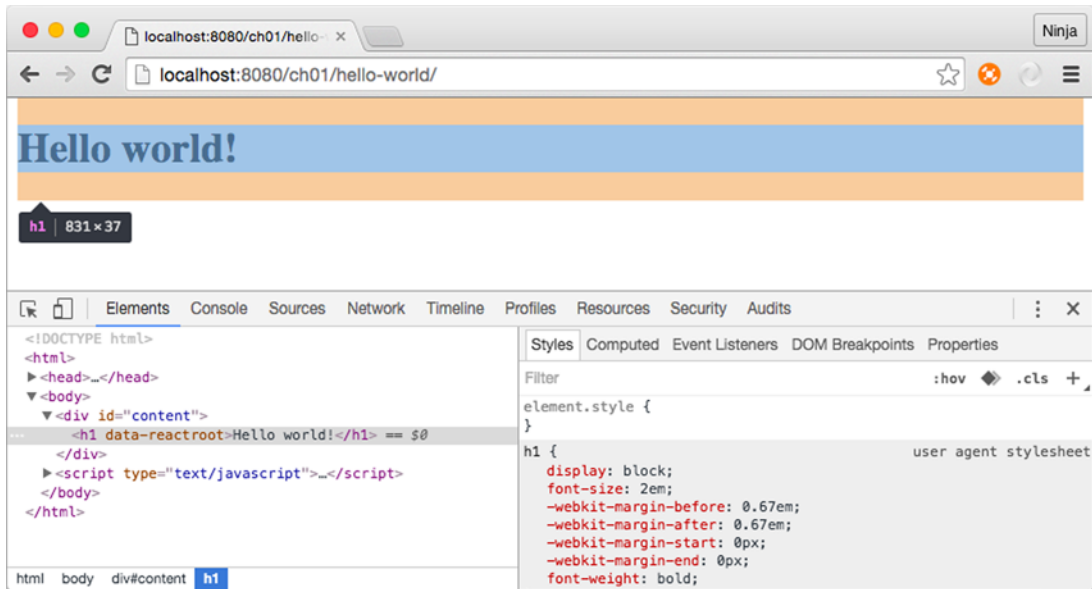 localhost:8080/ch01/hello-
Ninja
localhost:8080/ch01/hello-world/
Hello world!
h1 | 831×37
Elements Console Sources Network Timeline Profiles Resources Security Audits
<!DOCTYPE html>
<html>
<head>…</head>
<body>
<div id="content">
<h1 data-reactroot>Hello world!</h1> == $0
</div>
<script type="text/javascript">…</script>
</body>
</html>
html body div#content h1
Styles Computed Event Listeners DOM Breakpoints Properties
Filter :hov .cls +
element.style {
}
h1 { user agent stylesheet
display: block;
font-size: 2em;
-webkit-margin-before: 0.67em;
-webkit-margin-after: 0.67em;
-webkit-margin-start: 0px;
-webkit-margin-end: 0px;
font-weight: bold;